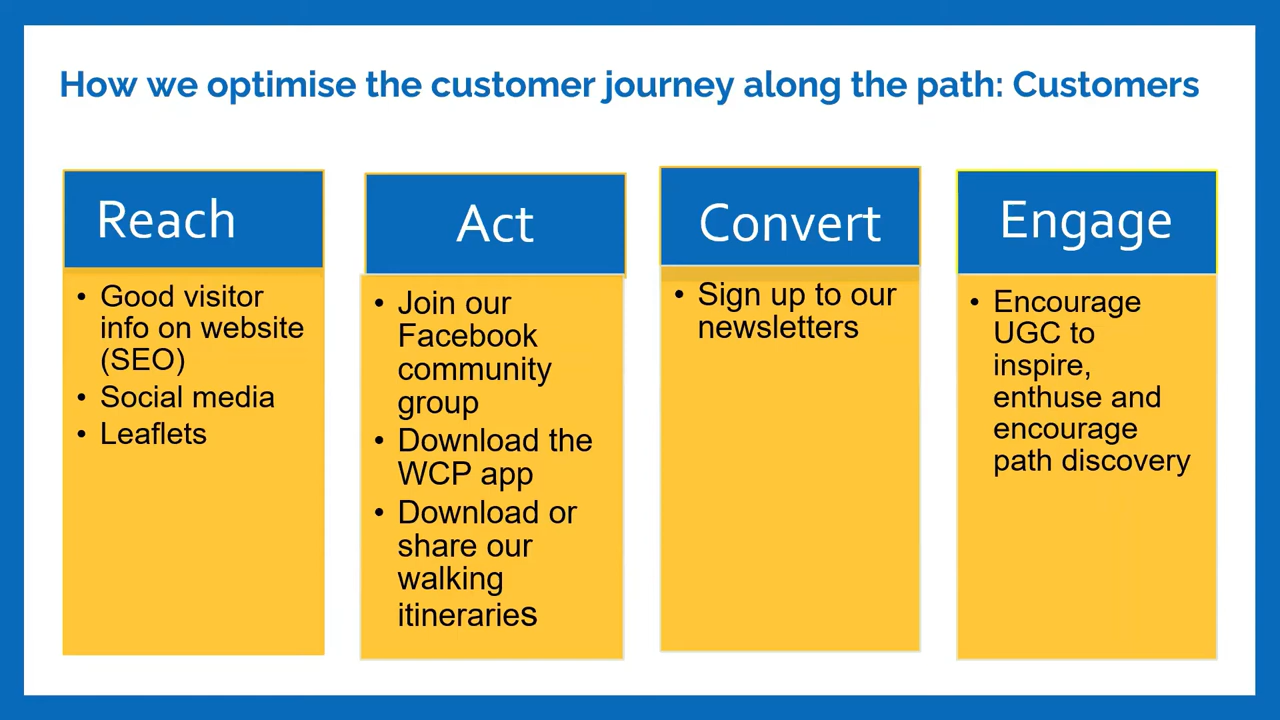 How we optimise the customer journey along the path: Customers
Reach
• Good visitor
info on website
(SEO)
• Social media
• Leaflets
Act
• Join our
Facebook
community
group
• Download the
WCP app
• Download or
share our
walking
itineraries
Convert
• Sign up to our
newsletters
Engage
• Encourage
UGC to
inspire,
enthuse and
encourage
path discovery